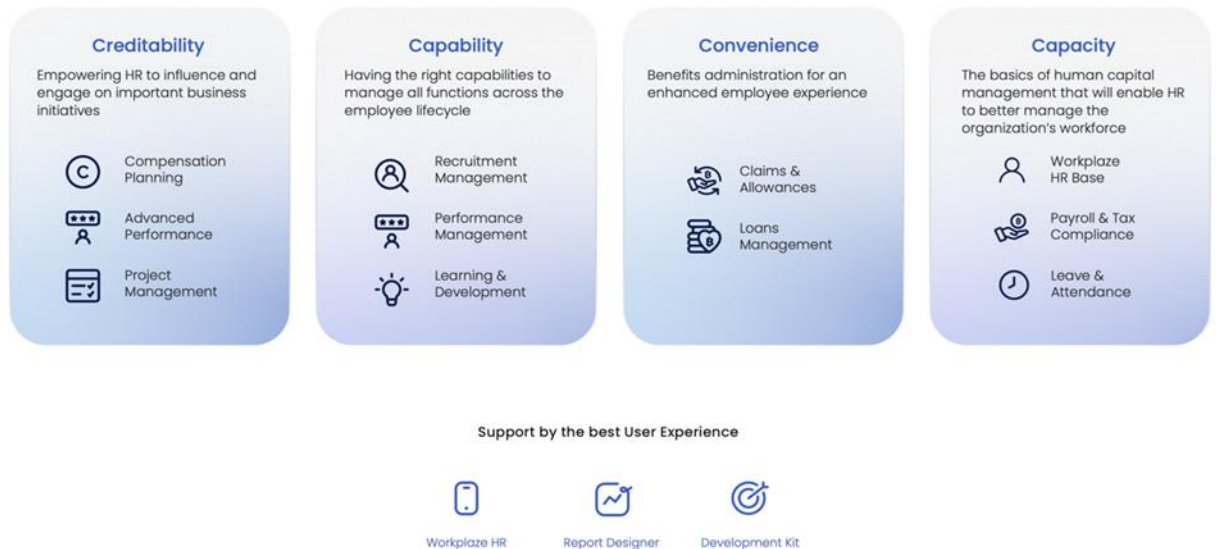 Creditability
Empowering HR to influence and
engage on important business
initiatives
C
Compensation
Planning
Advanced
Performance
Project
Management
Capability
Having the right capabilities to
manage all functions across the
employee lifecycle
Recruitment
Management
Performance
Management
Learning &
Development
Convenience
Benefits administration for an
enhanced employee experience
Claims &
Allowances
Loans
Management
Capacity
The basics of human capital
management that will enable HR
to better manage the
organization's workforce
Workplaze
HR Base
Payroll & Tax
Compliance
Leave &
Attendance
Support by the best User Experience
Workplaze HR
Report Designer
Development Kit